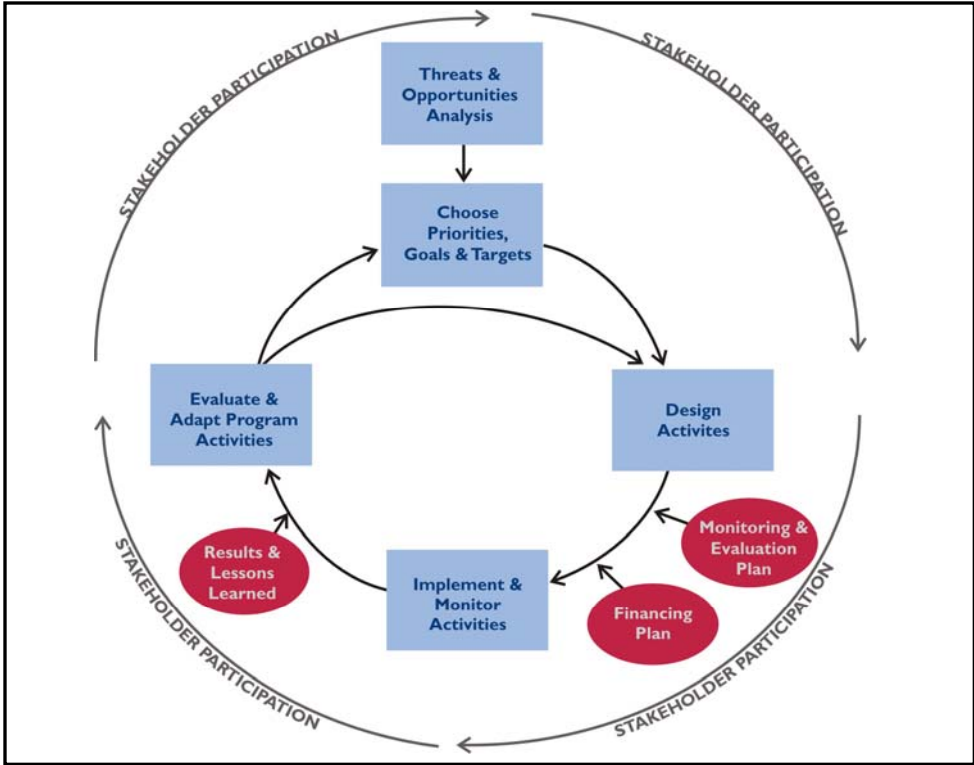 STAKEHOLDER PARTICIPATION
STAKEHOLDER PARTICIPATION
Threats &
Opportunities
Analysis
Choose
Priorities,
Goals & Targets
Evaluate &
Adapt Program
Activities
Design
Activites
Monitoring &
Evaluation
Plan
Results &
Lessons
Learned
Implement &
Monitor
Activities
Financing
Plan
STAKEHOLDER PARTICIPATION
STAKEHOLDER PARTICIPATION